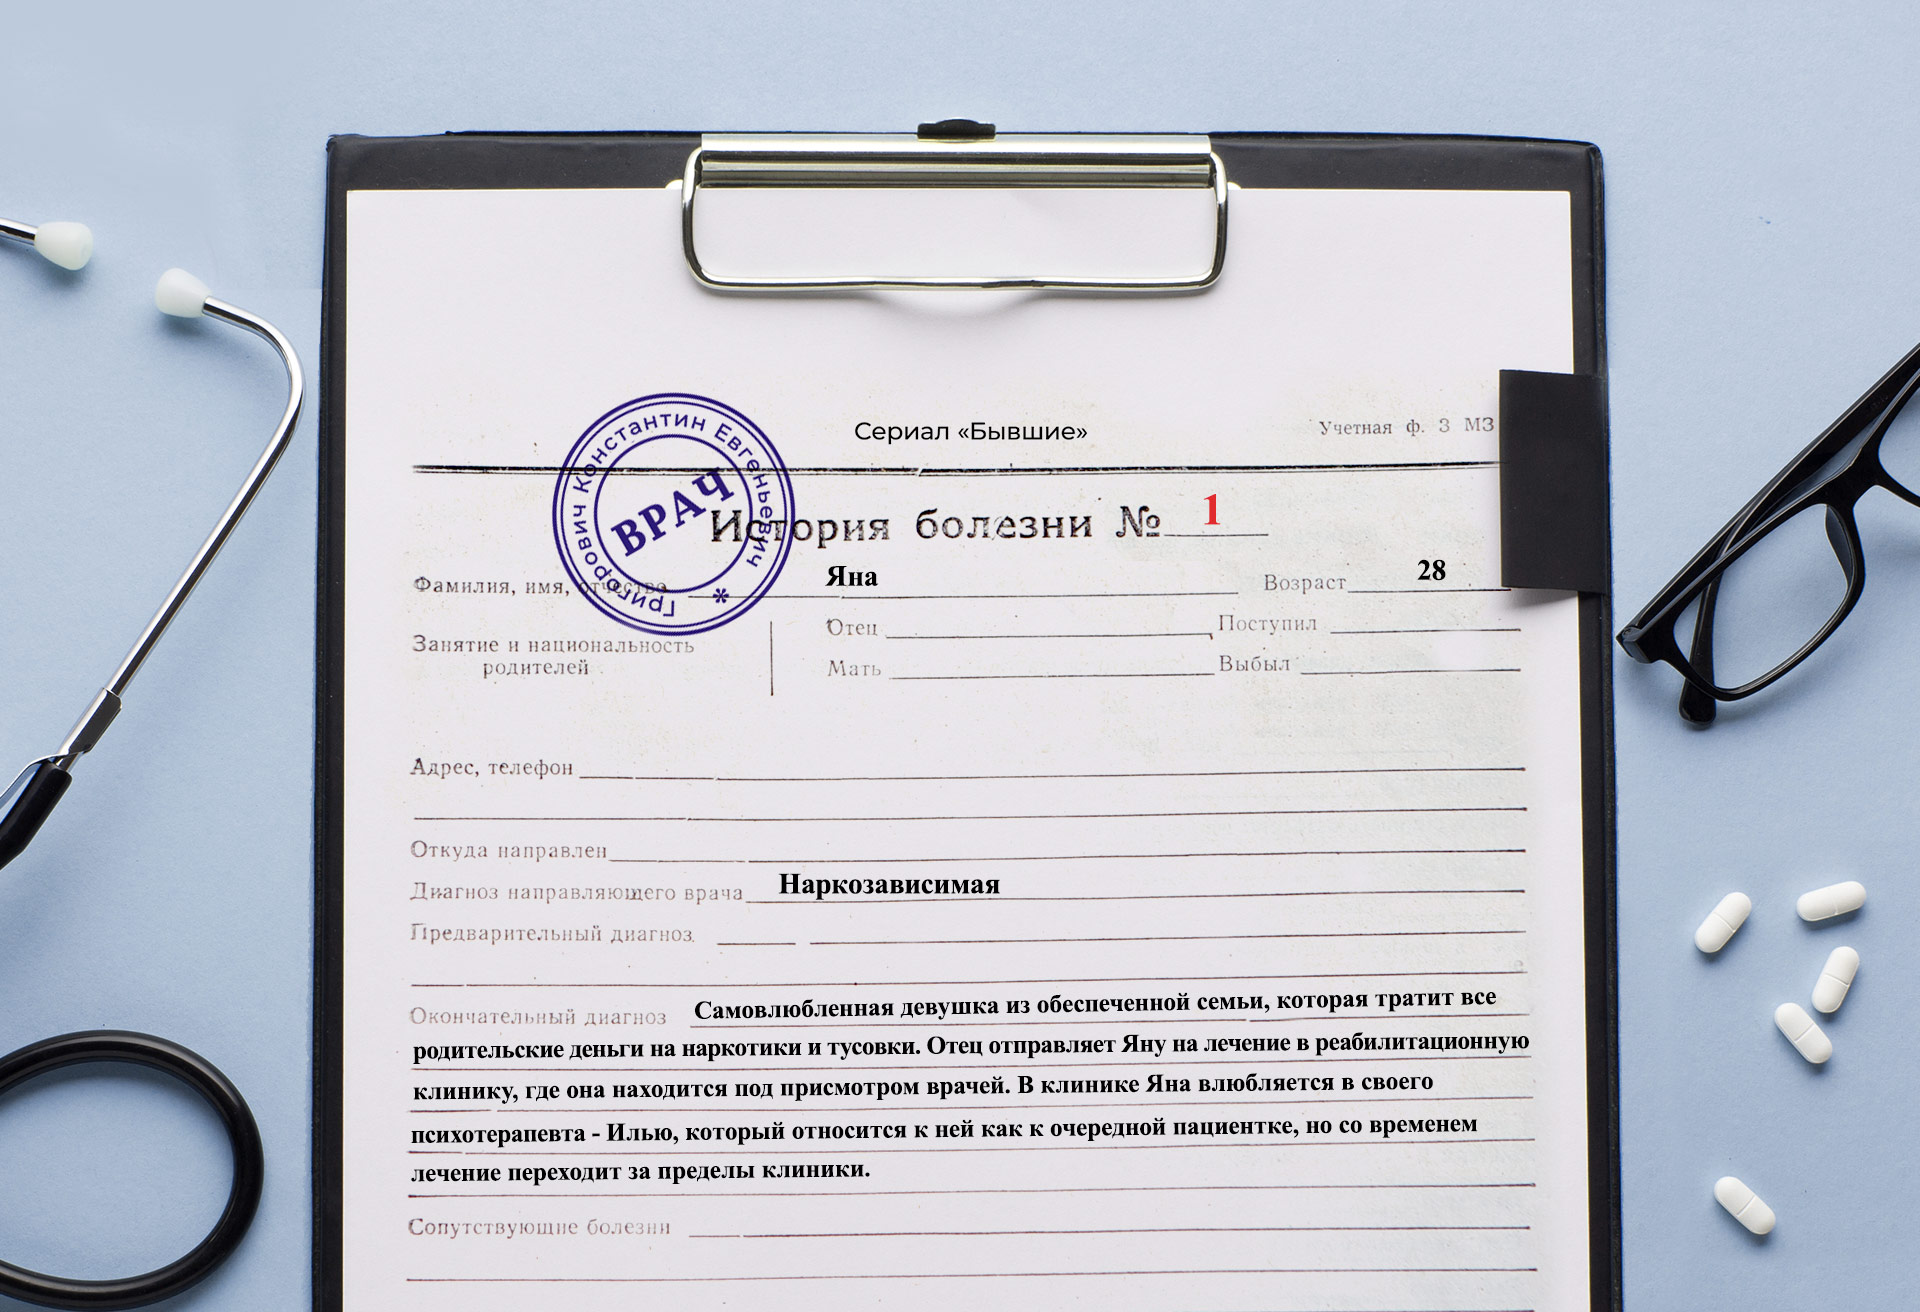 Сериал «Бывшие»
Учетная ф. 3 МЗ
Григорович Константин Евгеньевич *
ВРАЧ
История болезни № 1
Фамилия, имя, отчество Яна Возраст 28
Занятие и национальность
родителей
Отец Поступил
Мать Выбыл
Адрес, телефон
Откуда направлен
Диагноз направляющего врача Наркозависимая
Предварительный диагноз
Окончательный диагноз Самовлюбленная девушка из обеспеченной семьи, которая тратит все
родительские деньги на наркотики и тусовки. Отец отправляет Яну на лечение в реабилитационную
клинику, где она находится под присмотром врачей. В клинике Яна влюбляется в своего
психотерапевта - Илью, который относится к ней как к очередной пациентке, но со временем
лечение переходит за пределы клиники.
Сопутствующие болезни